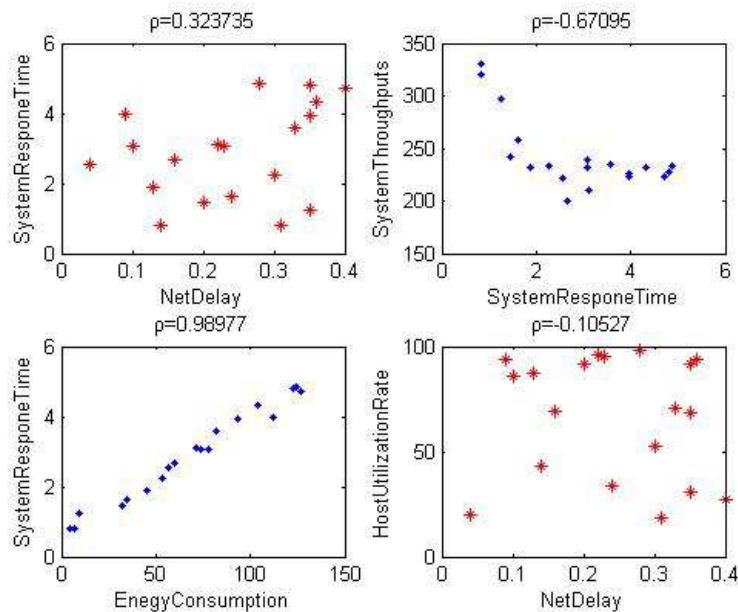 ρ=0.323735
SystemResponeTime
6
4
2
0
0 0.1 0.2 0.3 0.4
NetDelay
ρ=-0.67095
SystemThroughputs
350
300
250
200
150
2 4 6
SystemResponeTime
ρ=0.98977
SystemResponeTime
6
4
2
0
0 50 100 150
EnegyConsumption
ρ=-0.10527
HostUtilizationRate
100
50
0
0.1 0.2 0.3 0.4
NetDelay